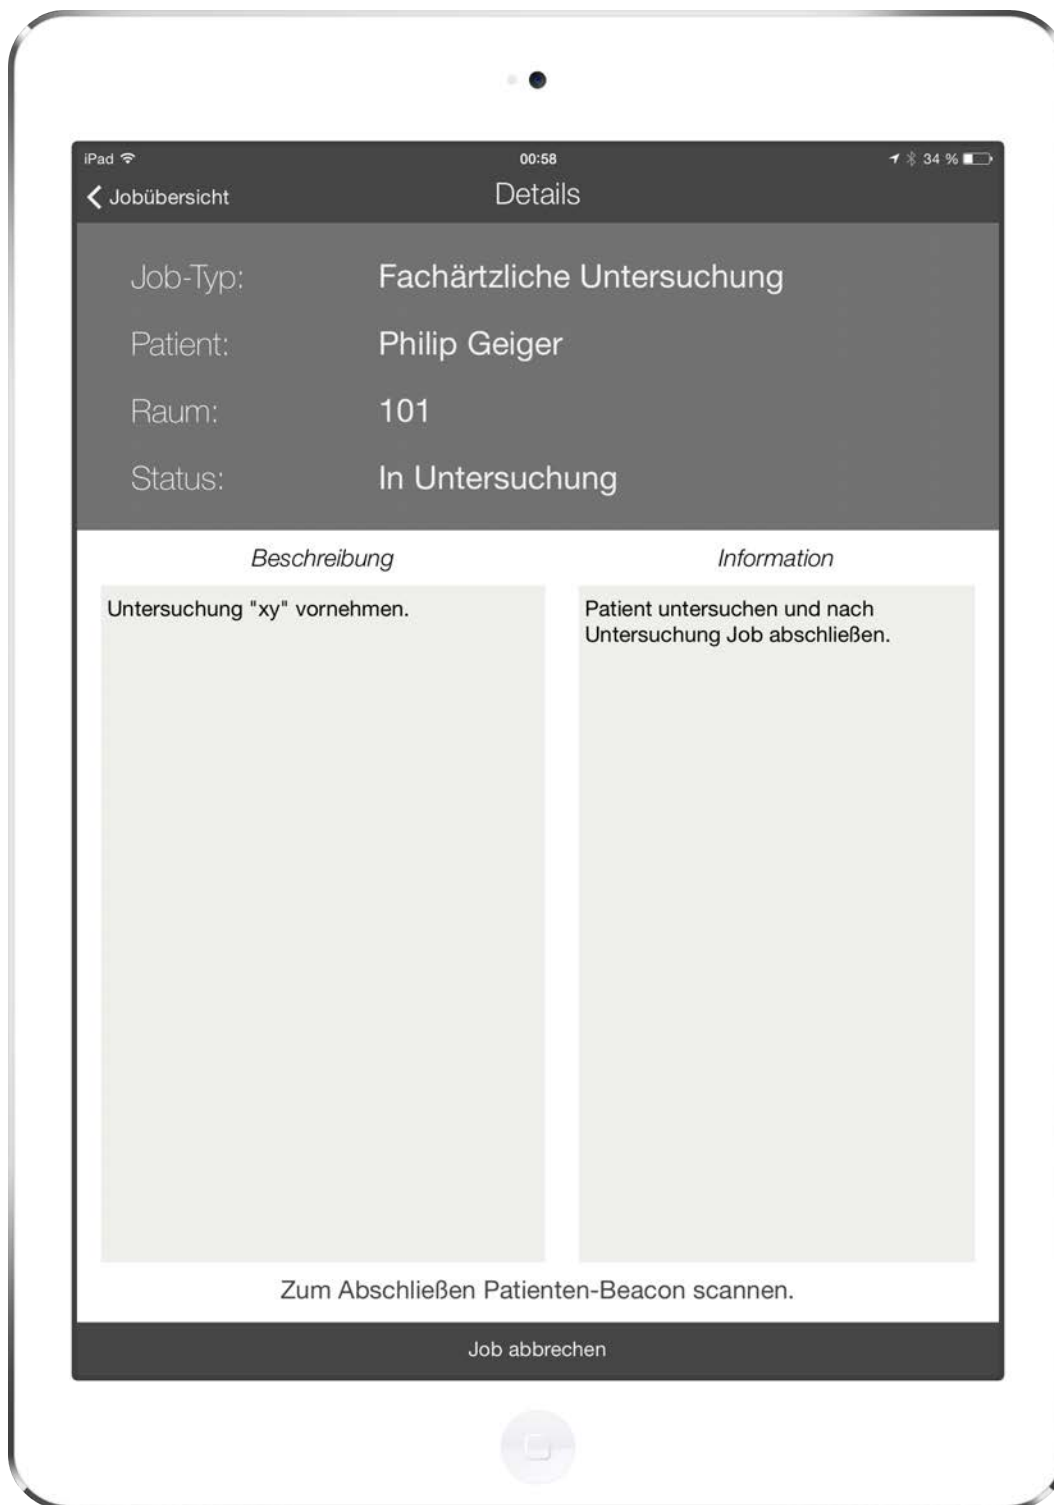 iPad 00:58 34 %
Jobübersicht Details
Job-Typ: Fachärtzliche Untersuchung
Patient: Philip Geiger
Raum: 101
Status: In Untersuchung
Beschreibung
Untersuchung "xy" vornehmen.
Information
Patient untersuchen und nach
Untersuchung Job abschließen.
Zum Abschließen Patienten-Beacon scannen.
Job abbrechen